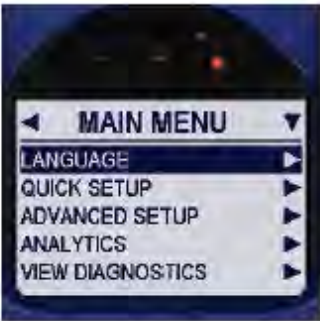 MAIN MENU
LANGUAGE
QUICK SETUP
ADVANCED SETUP
ANALYTICS
VIEW DIAGNOSTICS